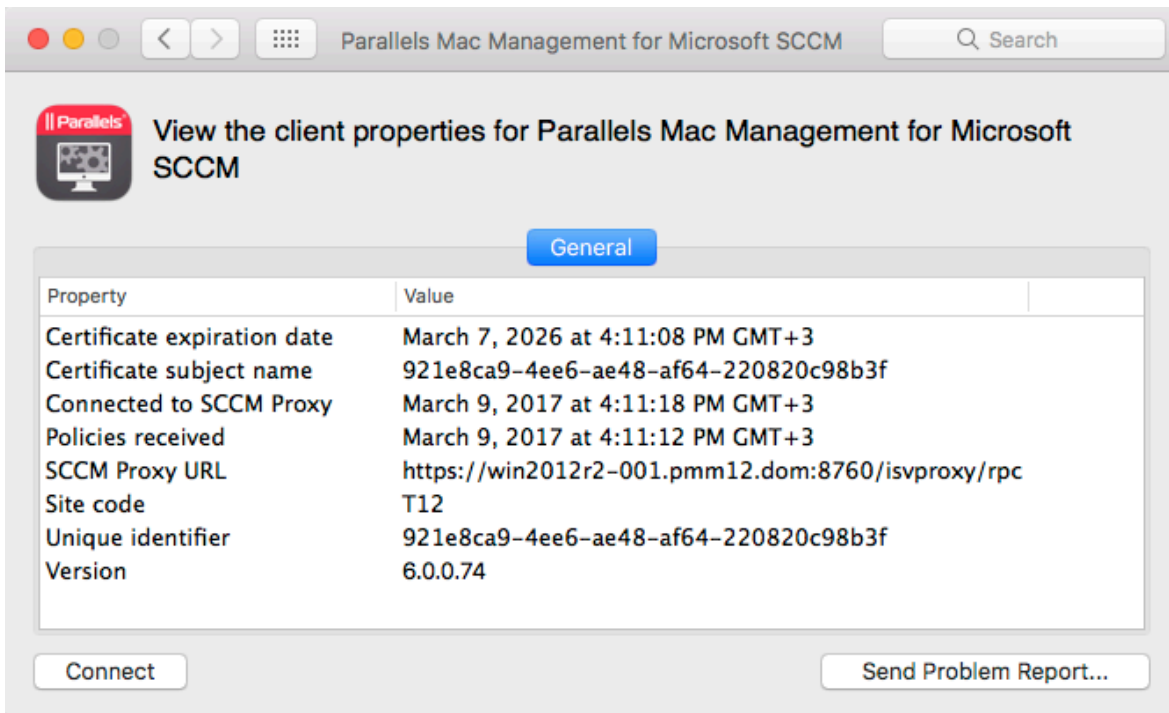 Parallels Mac Management for Microsoft SCCM
Search
|| Parallels
View the client properties for Parallels Mac Management for Microsoft
SCCM
General
Property Value
Certificate expiration date March 7, 2026 at 4:11:08 PM GMT+3
Certificate subject name 921e8ca9-4ee6-ae48-af64-220820c98b3f
Connected to SCCM Proxy March 9, 2017 at 4:11:18 PM GMT+3
Policies received March 9, 2017 at 4:11:12 PM GMT+3
SCCM Proxy URL https://win2012r2-001.pmm12.dom:8760/isvproxy/rpc
Site code T12
Unique identifier 921e8ca9-4ee6-ae48-af64-220820c98b3f
Version 6.0.0.74
Connect Send Problem Report...